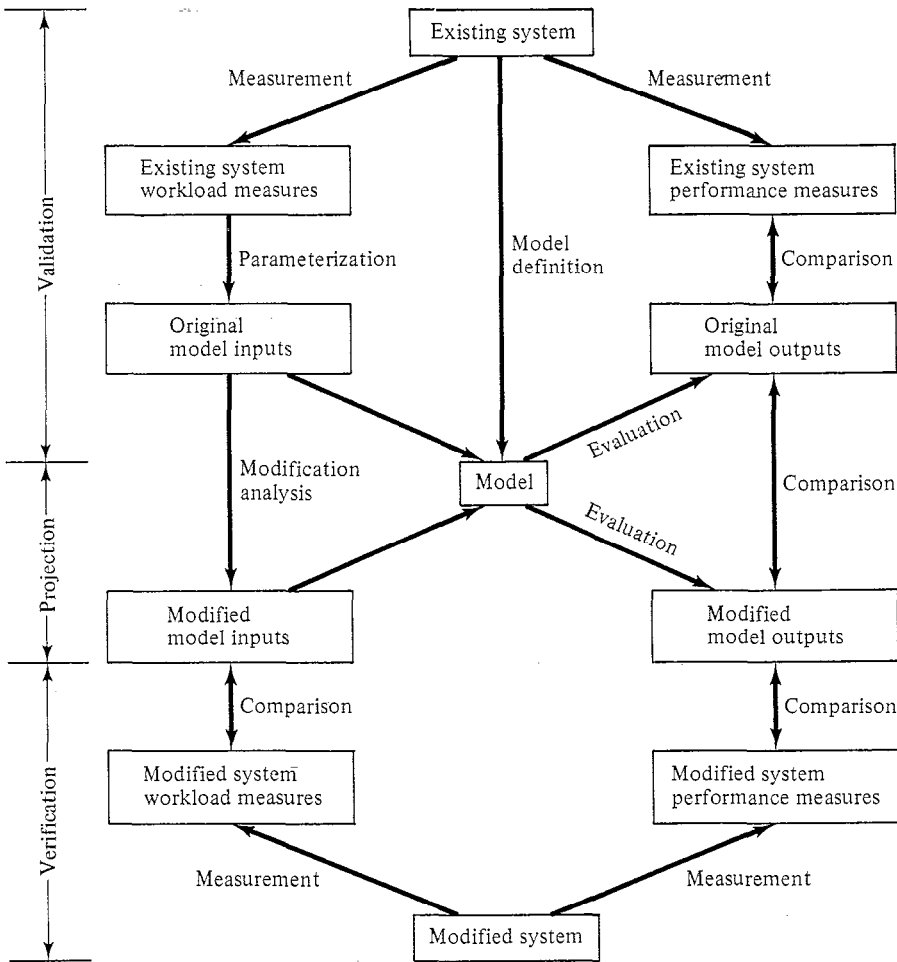 Existing system
Measurement
Measurement
Existing system
workload measures
Existing system
performance measures
Validation
Parameterization
Model
definition
Comparison
Original
model inputs
Original
model outputs
Evaluation
Modification
analysis
Model
Comparison
Evaluation
Projection
Modified
model inputs
Modified
model outputs
Comparison
Comparison
Modified system
workload measures
Modified system
performance measures
Verification
Measurement
Measurement
Modified system